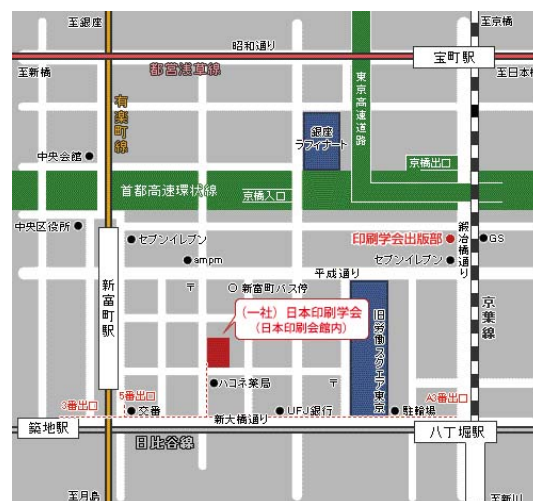 至銀座
至京橋
昭和通り
宝町駅
至新橋
都営浅草線
至日本橋
有楽町線
東京高速道路
銀座
ラフィナート
中央会館
京橋出口
首都高速環状線
京橋入口
中央区役所
セブンイレブン
印刷学会出版部
鍛冶橋通り
GS
ampm
セブンイレブン
平成通り
新富町駅
〒
新富町バス停
京葉線
(一社)日本印刷学会
(日本印刷会館内)
旧労働スクエア東京
ハコネ薬局
〒
3番出口
5番出口
A3番出口
交番
新大橋通り
UFJ銀行
駐輪場
築地駅
日比谷線
八丁堀駅
至月島
至新川